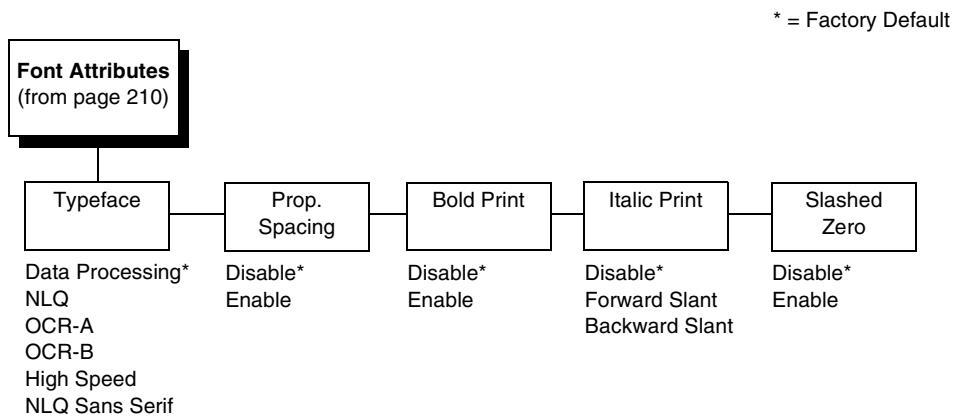 * = Factory Default
Font Attributes
(from page 210)
Typeface
Data Processing*
NLQ
OCR-A
OCR-B
High Speed
NLQ Sans Serif
Prop.
Spacing
Disable*
Enable
Bold Print
Disable*
Enable
Italic Print
Disable*
Forward Slant
Backward Slant
Slashed
Zero
Disable*
Enable